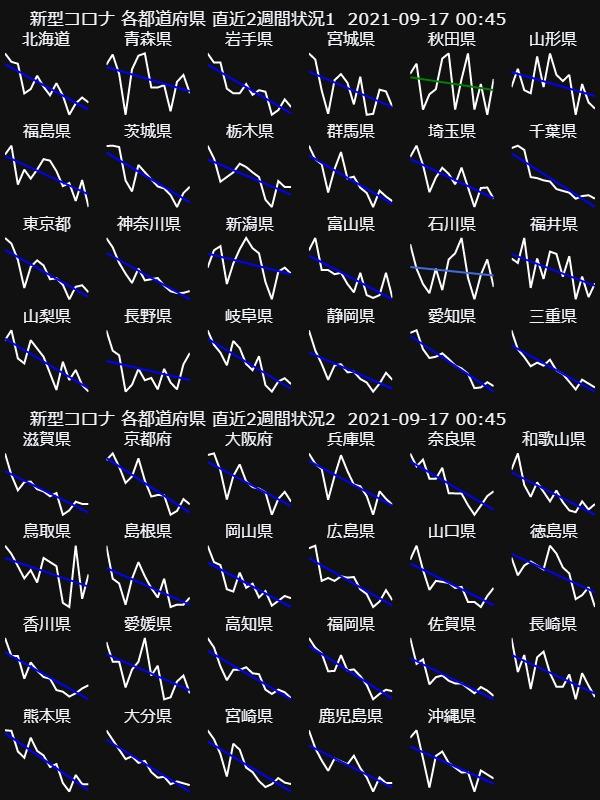 新型コロナ 各都道府県 直近2週間状況1 2021-09-17 00:45
北海道 青森県 岩手県 宮城県 秋田県 山形県
福島県 茨城県 栃木県 群馬県 埼玉県 千葉県
東京都 神奈川県 新潟県 富山県 石川県 福井県
山梨県 長野県 岐阜県 静岡県 愛知県 三重県
新型コロナ 各都道府県 直近2週間状況2 2021-09-17 00:45
滋賀県 京都府 大阪府 兵庫県 奈良県 和歌山県
鳥取県 島根県 岡山県 広島県 山口県 徳島県
香川県 愛媛県 高知県 福岡県 佐賀県 長崎県
熊本県 大分県 宮崎県 鹿児島県 沖縄県